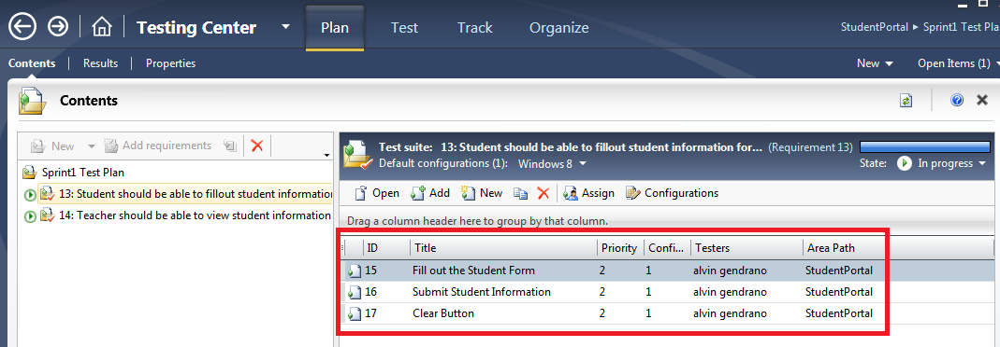 Testing Center Plan Test Track Organize StudentPortal Sprint1 Test Pla
Contents Results Properties New Open Items (1)
Contents
New Add requirements
Sprint1 Test Plan
13: Student should be able to fillout student information
14: Teacher should be able to view student information
Test suite: 13: Student should be able to fillout student information for... (Requirement 13)
Default configurations (1): Windows 8 State: In progress
Open Add New Assign Configurations
Drag a column header here to group by that column.
ID Title Priority Confi... Testers Area Path
15 Fill out the Student Form 2 1 alvin gendrano StudentPortal
16 Submit Student Information 2 1 alvin gendrano StudentPortal
17 Clear Button 2 1 alvin gendrano StudentPortal